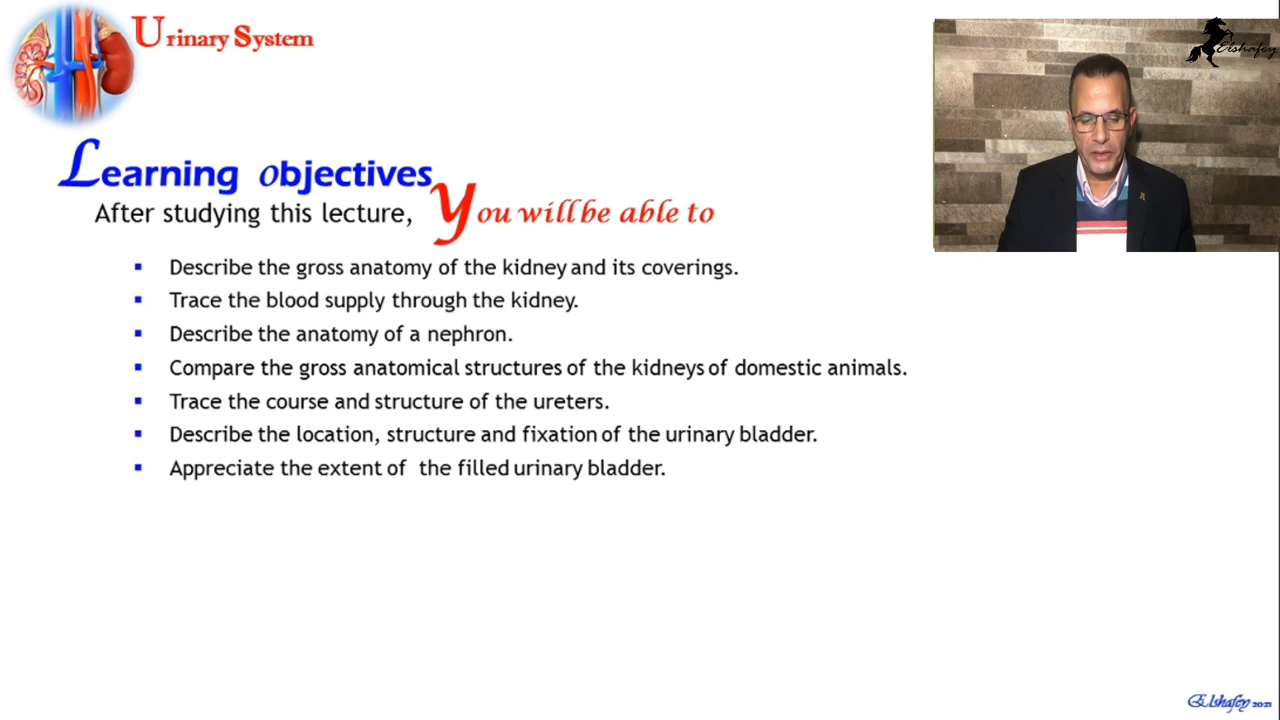 Urinary System
Elshafey
Learning objectives
After studying this lecture, You will be able to
▪ Describe the gross anatomy of the kidney and its coverings.
▪ Trace the blood supply through the kidney.
▪ Describe the anatomy of a nephron.
▪ Compare the gross anatomical structures of the kidneys of domestic animals.
▪ Trace the course and structure of the ureters.
▪ Describe the location, structure and fixation of the urinary bladder.
▪ Appreciate the extent of the filled urinary bladder.
Elshafey 2021